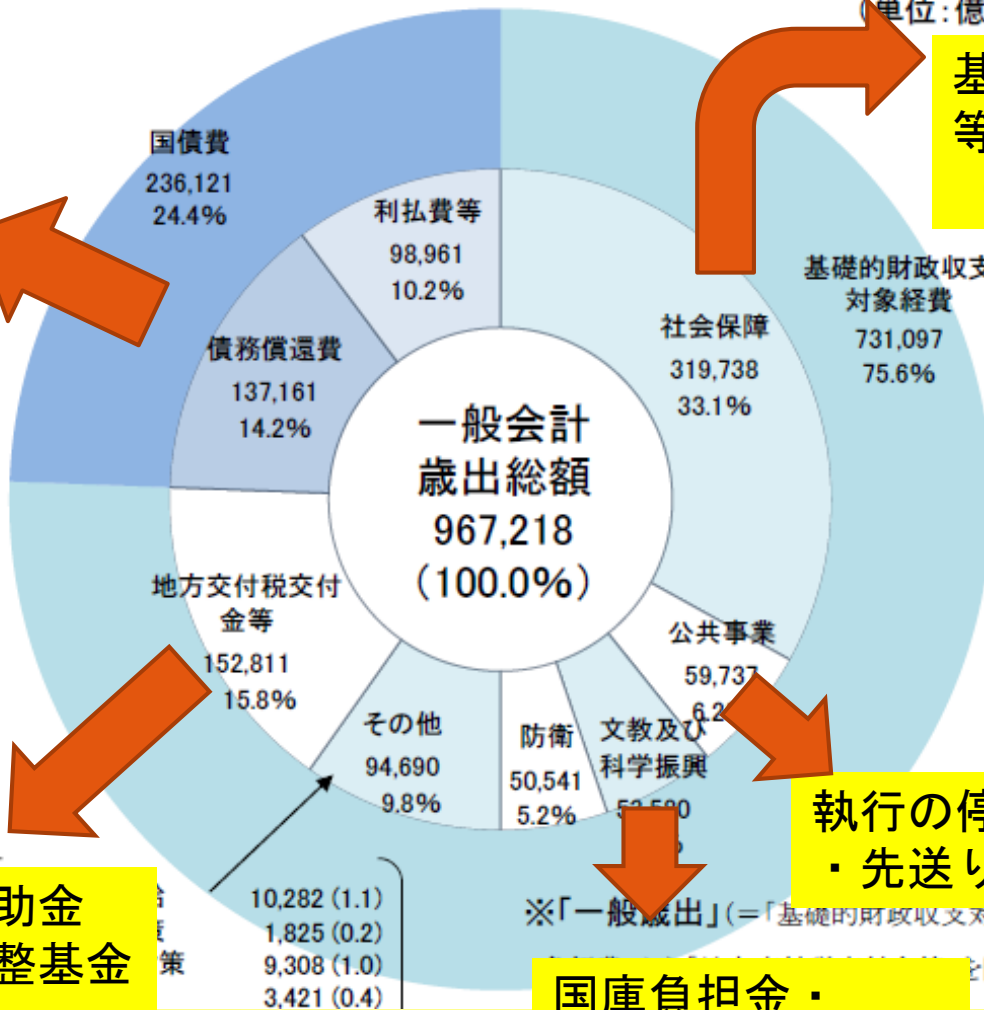 (単位:億
基
等
国債費
236,121
24.4%
利払費等
98,961
10.2%
基礎的財政収支
対象経費
731,097
75.6%
社会保障
319,738
33.1%
債務償還費
137,161
14.2%
一般会計
歳出総額
967,218
(100.0%)
地方交付税交付
金等
152,811
15.8%
公共事業
59,737
6.2
その他
94,690
9.8%
防衛
50,541
5.2%
文教及び
科学振興
執行の停
・先送り
助金
整基金
策
10,282 (1.1)
1,825 (0.2)
9,308 (1.0)
3,421 (0.4)
※「一般歳出」(=「基礎的財政収支対
国庫負担金・